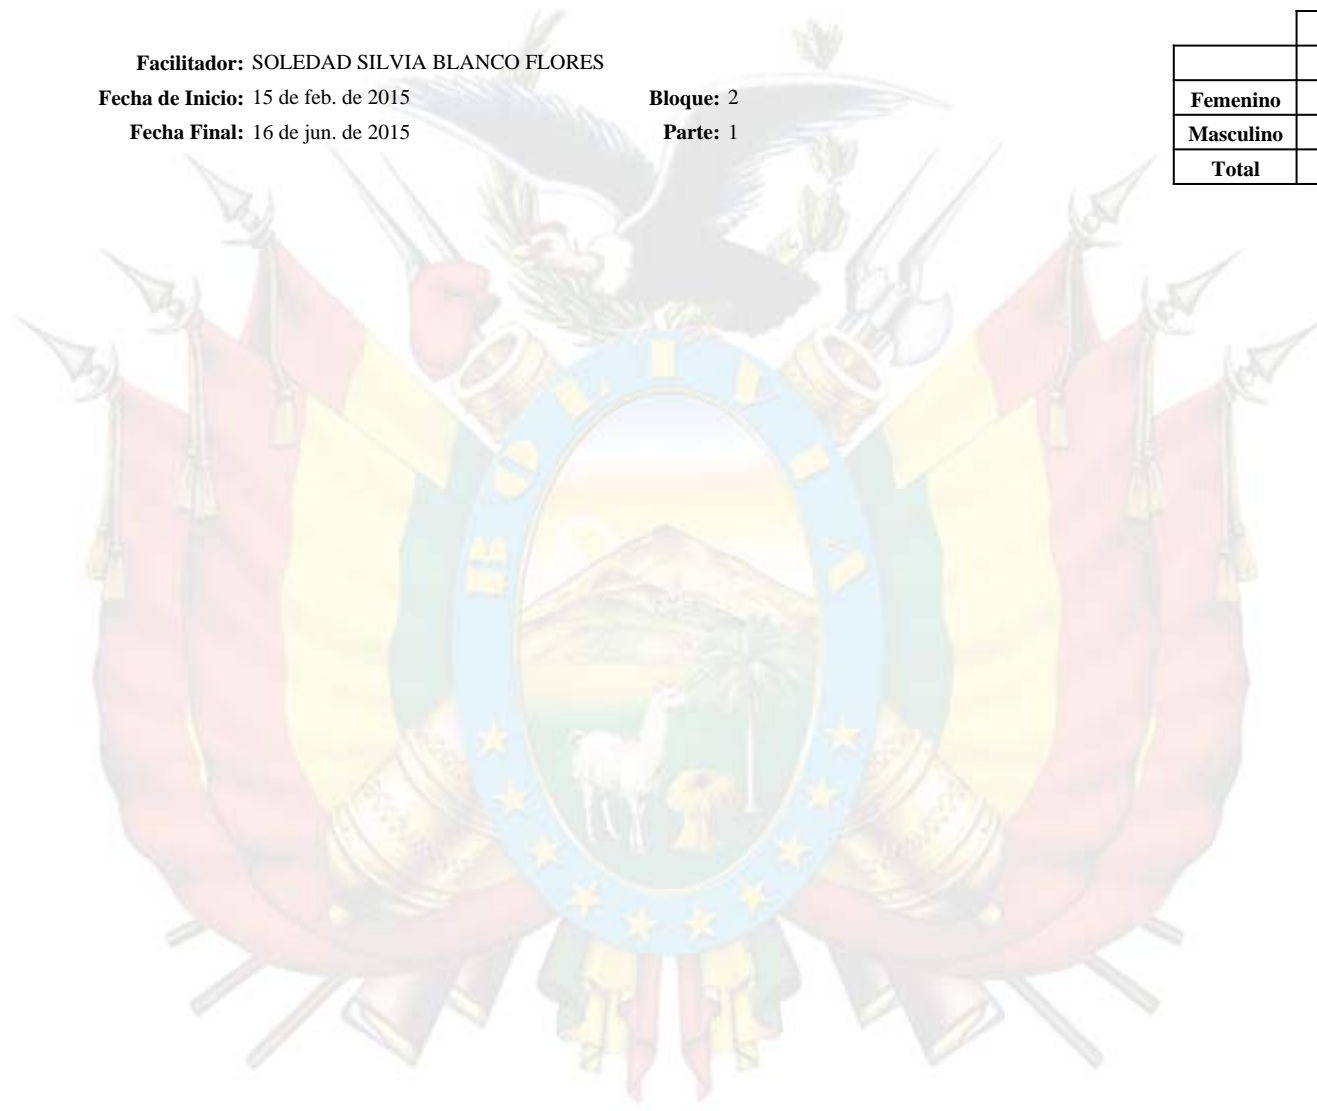 Facilitador: SOLEDAD SILVIA BLANCO FLORES
Fecha de Inicio: 15 de feb. de 2015 Bloque: 2
Fecha Final: 16 de jun. de 2015 Parte: 1
Femenino
Masculino
Total
BOLIVIA